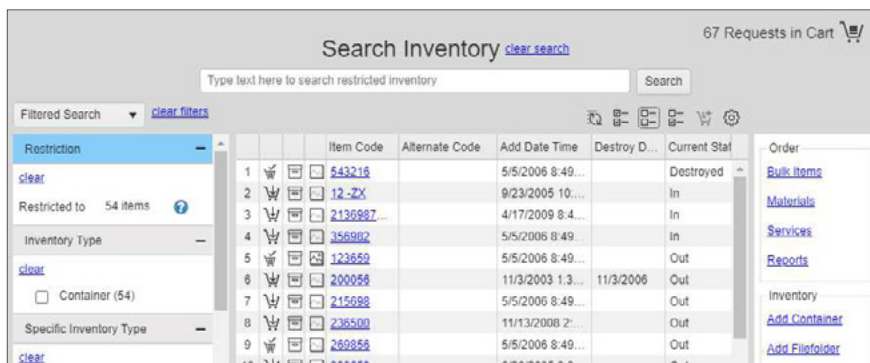 67 Requests in Cart
Search Inventory clear search
Type text here to search restricted inventory Search
Filtered Search clear filters
Restriction
clear
Restricted to 54 items ?
Inventory Type
clear
Container (54)
Specific Inventory Type
clear
Item Code Alternate Code Add Date Time Destroy D... Current Stat
1 543216 5/5/2006 8:49... Destroyed
2 12 -ZX 9/23/2005 10:... In
3 2136987... 4/17/2009 8:4... In
4 356982 5/5/2006 8:49... In
5 123659 5/5/2006 8:49... Out
6 200056 11/3/2003 1:3... 11/3/2006 Out
7 215698 5/5/2006 8:49... Out
8 236500 11/13/2008 2:... Out
9 269856 5/5/2006 8:49... Out
Order
Bulk Items
Materials
Services
Reports
Inventory
Add Container
Add Filefolder